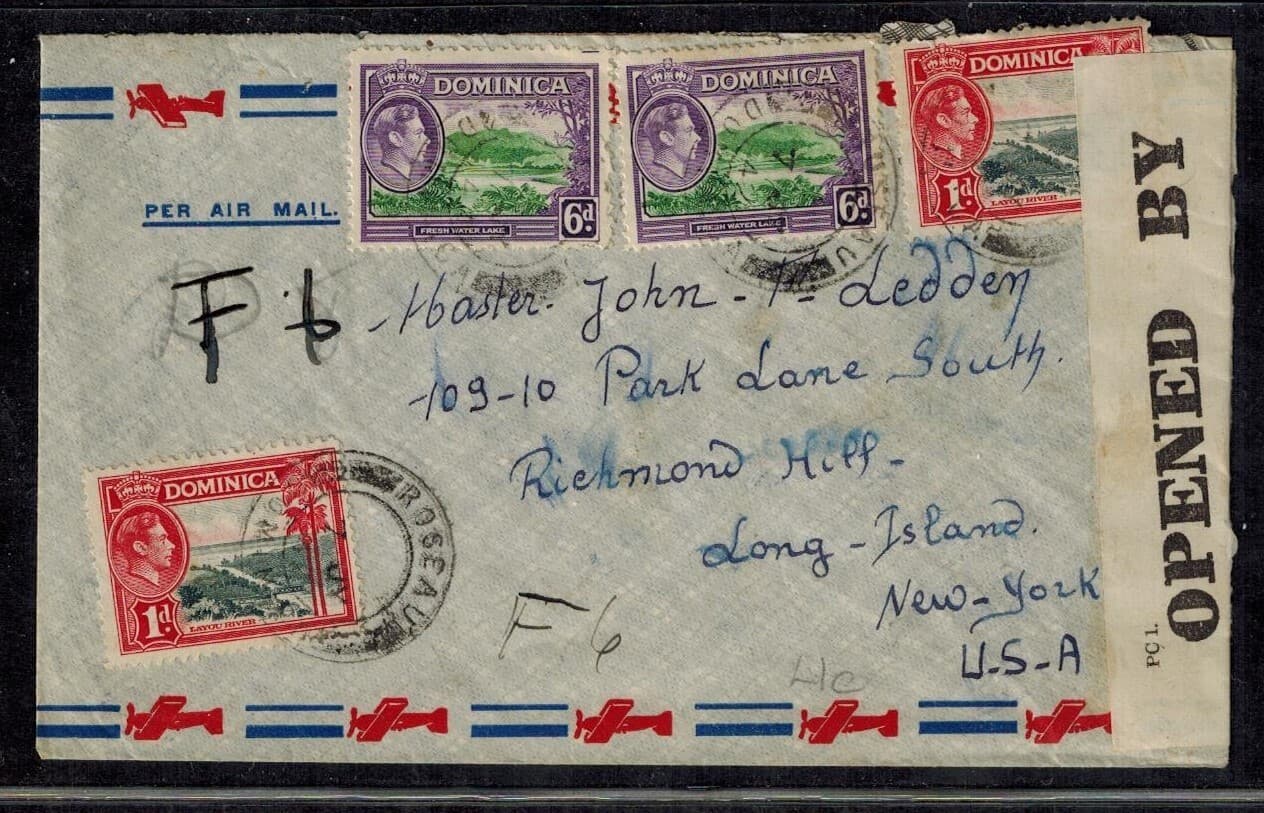 PER AIR MAIL.
DOMINICA
FRESH WATER LAKE
6d
DOMINICA
FRESH WATER LAKE
6d
DOMINICA
LAYOU RIVER
1d
F 6
Master. John - H- Ledden
109-10 Park Lane South.
Richmond Hill-
Long - Island.
New-York
U.S-A
DOMINICA
LAYOU RIVER
1d
ROSEAU
F 6
OPENED BY